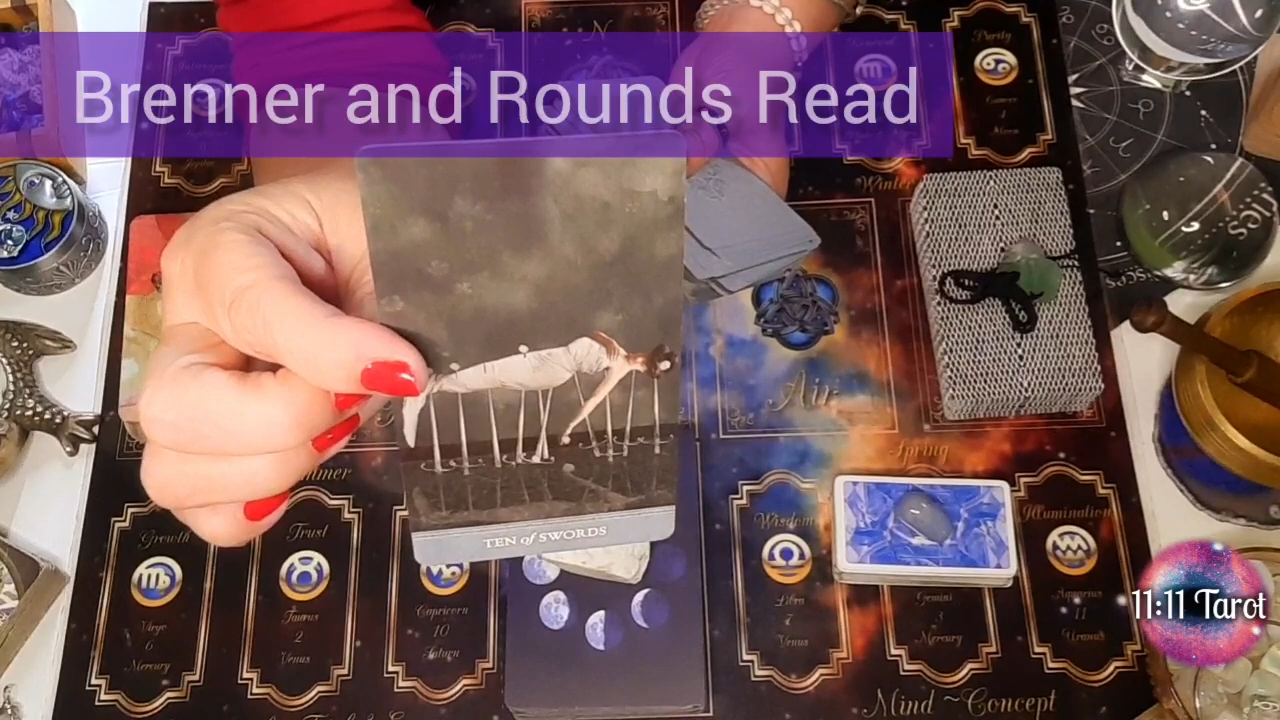 Brenner and Rounds Read
N
Purity
Cancer
4
Moon
Winter
Air
Spring
TEN of SWORDS
Growth
Virgo
6
Mercury
Trust
Taurus
2
Venus
Capricorn
10
Saturn
Wisdom
Libra
7
Venus
Gemini
3
Mercury
Illumination
Aquarius
11
Uranus
Mind ~ Concept
11:11 Tarot